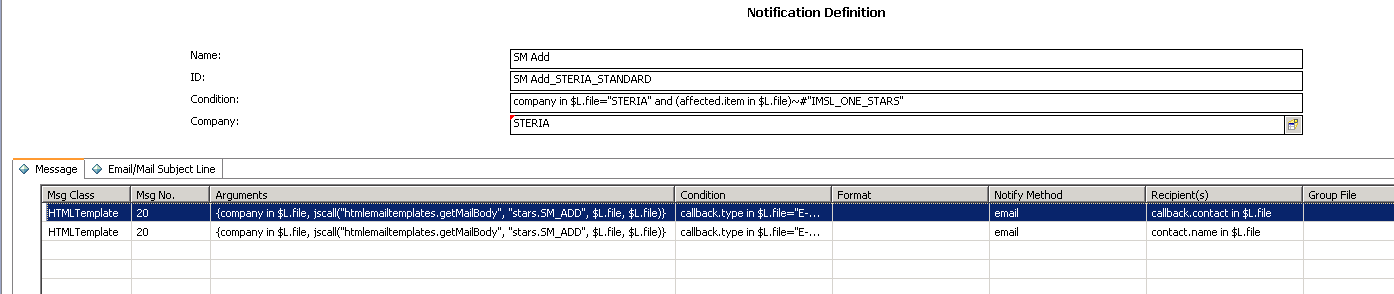 Notification Definition
Name: SM Add
ID: SM Add_STERIA_STANDARD
Condition: company in $L.file="STERIA" and (affected.item in $L.file)~#"IMSL_ONE_STARS"
Company: STERIA
Message Email/Mail Subject Line
Msg Class Msg No. Arguments Condition Format Notify Method Recipient(s) Group File
HTMLTemplate 20 {company in $L.file, jscall("htmlemailtemplates.getMailBody", "stars.SM_ADD", $L.file, $L.file)} callback.type in $L.file="E-... email callback.contact in $L.file
HTMLTemplate 20 {company in $L.file, jscall("htmlemailtemplates.getMailBody", "stars.SM_ADD", $L.file, $L.file)} callback.type in $L.file="E-... email contact.name in $L.file